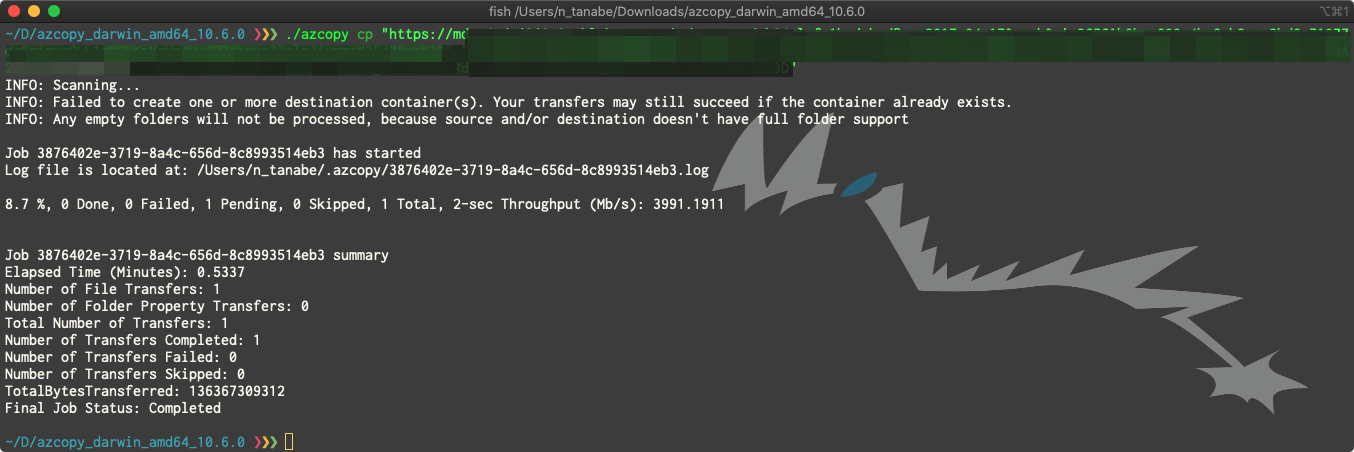 fish /Users/n_tanabe/Downloads/azcopy_darwin_amd64_10.6.0
⌥⌘1
~/D/azcopy_darwin_amd64_10.6.0 ❯❯❯ ./azcopy cp "https://md
INFO: Scanning...
INFO: Failed to create one or more destination container(s). Your transfers may still succeed if the container already exists.
INFO: Any empty folders will not be processed, because source and/or destination doesn't have full folder support
Job 3876402e-3719-8a4c-656d-8c8993514eb3 has started
Log file is located at: /Users/n_tanabe/.azcopy/3876402e-3719-8a4c-656d-8c8993514eb3.log
8.7 %, 0 Done, 0 Failed, 1 Pending, 0 Skipped, 1 Total, 2-sec Throughput (Mb/s): 3991.1911
Job 3876402e-3719-8a4c-656d-8c8993514eb3 summary
Elapsed Time (Minutes): 0.5337
Number of File Transfers: 1
Number of Folder Property Transfers: 0
Total Number of Transfers: 1
Number of Transfers Completed: 1
Number of Transfers Failed: 0
Number of Transfers Skipped: 0
TotalBytesTransferred: 136367309312
Final Job Status: Completed
~/D/azcopy_darwin_amd64_10.6.0 ❯❯❯